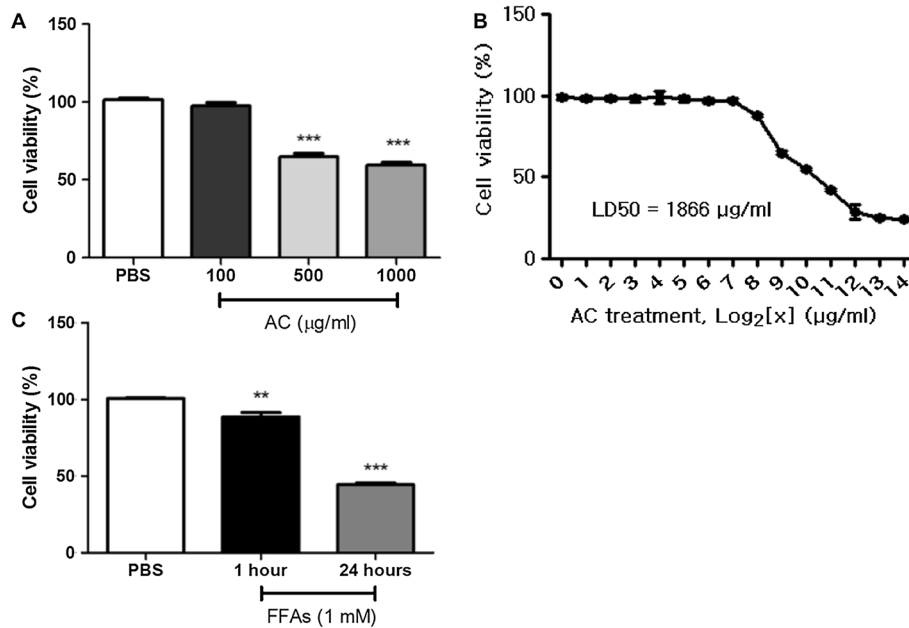 A
Cell viability (%)
150
100
50
0
***
***
PBS
100
500
1000
AC (μg/ml)
B
Cell viability (%)
150
100
50
0
LD50 = 1866 μg/ml
0 1 2 3 4 5 6 7 8 9 10 11 12 13 14
AC treatment, Log2[x] (μg/ml)
C
Cell viability (%)
150
100
50
0
**
***
PBS
1 hour
24 hours
FFAs (1 mM)